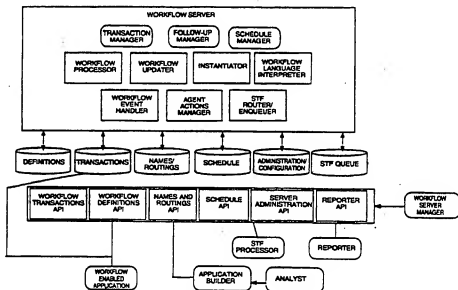 WORKFLOW SERVER
TRANSACTION
MANAGER
FOLLOW-UP
MANAGER
SCHEDULE
MANAGER
WORKFLOW
PROCESSOR
WORKFLOW
UPDATER
INSTANTIATOR
WORKFLOW
LANGUAGE
INTERPRETER
WORKFLOW
EVENT
HANDLER
AGENT
ACTIONS
MANAGER
STF
ROUTER/
ENQUEUER
DEFINITIONS
TRANSACTIONS
NAMES/
ROUTINGS
SCHEDULE
ADMINISTRATION/
CONFIGURATION
STF QUEUE
WORKFLOW
TRANSACTIONS
API
WORKFLOW
DEFINITIONS
API
NAMES AND
ROUTINGS
API
SCHEDULE
API
SERVER
ADMINISTRATION
API
REPORTER
API
WORKFLOW
SERVER
MANAGER
STF
PROCESSOR
REPORTER
WORKFLOW
ENABLED
APPLICATION
APPLICATION
BUILDER
ANALYST